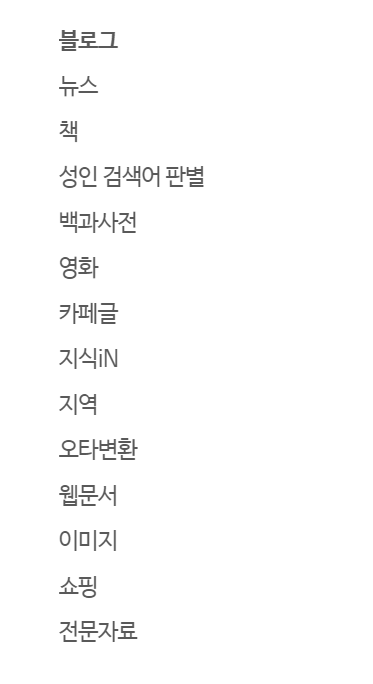 블로그
뉴스
책
성인 검색어 판별
백과사전
영화
카페글
지식iN
지역
오타변환
웹문서
이미지
쇼핑
전문자료